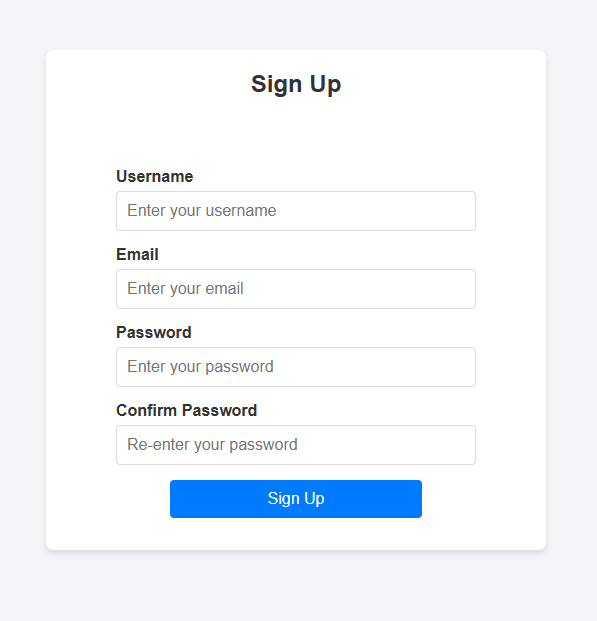 Sign Up
Username
Enter your username
Email
Enter your email
Password
Enter your password
Confirm Password
Re-enter your password
Sign Up